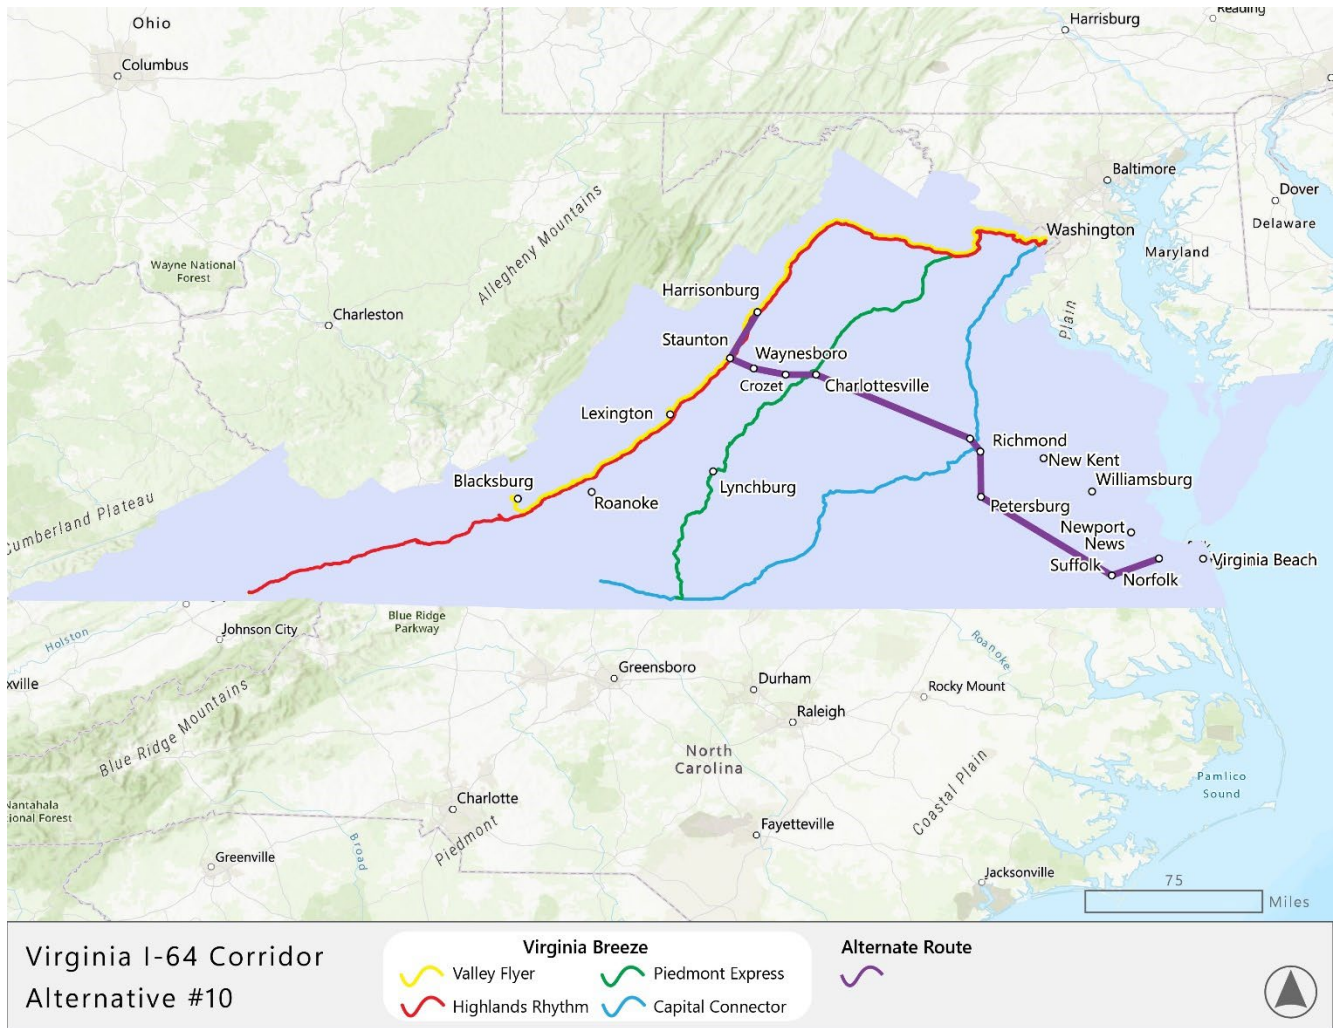 Reading
Harrisburg
Ohio
Columbus
Baltimore
Dover
Delaware
Washington
Maryland
Allegheny Mountains
Wayne National
Forest
Charleston
Plain
Harrisonburg
Staunton
Waynesboro
Crozet
Charlottesville
Lexington
Richmond
New Kent
Blacksburg
Roanoke
Lynchburg
Williamsburg
Petersburg
Cumberland Plateau
Newport
News
Suffolk
Norfolk
Virginia Beach
Blue Ridge
Parkway
Holston
Johnson City
Roanoke
xville
Greensboro
Durham
Rocky Mount
Raleigh
Blue Ridge Mountains
North
Carolina
Coastal Plain
Pamlico
Sound
Nantahala
ional Forest
Charlotte
Piedmont
Fayetteville
Broad
Greenville
Jacksonville
75
Miles
Virginia I-64 Corridor
Alternative #10
Virginia Breeze
Valley Flyer
Piedmont Express
Highlands Rhythm
Capital Connector
Alternate Route